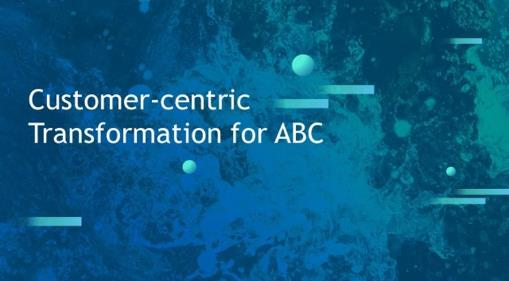 Customer-centric
Transformation for ABC